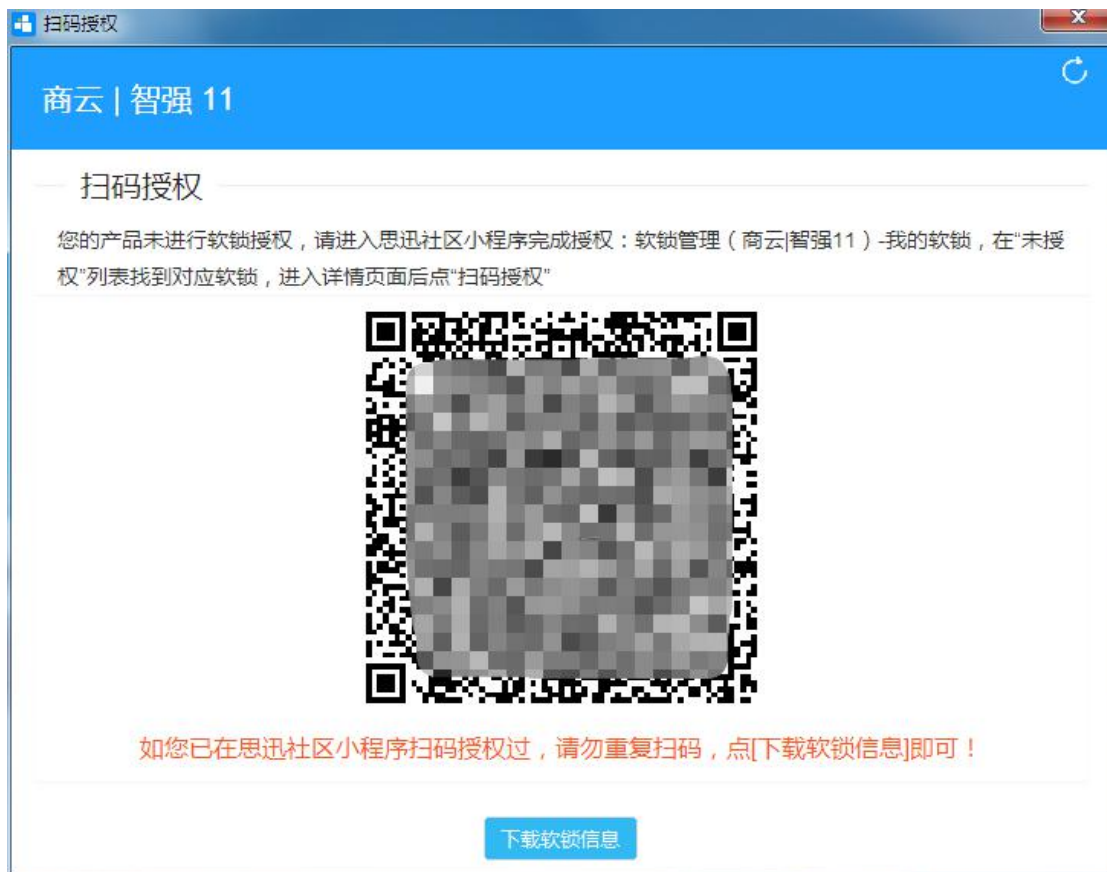 扫码授权
商云 | 智强 11
扫码授权
您的产品未进行软锁授权，请进入思迅社区小程序完成授权：软锁管理（商云|智强11）-我的软锁，在“未授
权”列表找到对应软锁，进入详情页面后点“扫码授权”
如您已在思迅社区小程序扫码授权过，请勿重复扫码，点[下载软锁信息]即可！
下载软锁信息